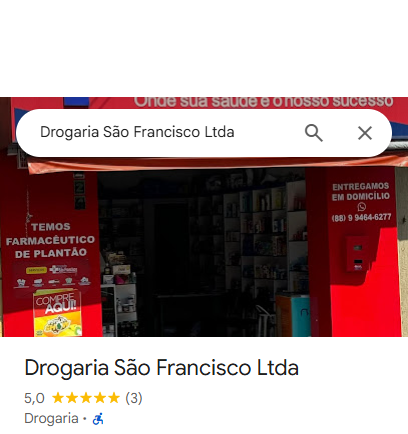 Onde sua saúde é o nosso sucesso
Drogaria São Francisco Ltda
ENTREGAMOS
EM DOMICÍLIO
(88) 9 9464-6277
TEMOS
FARMACÊUTICO
DE PLANTÃO
COMPRE
AQUI!
Drogaria São Francisco Ltda
5,0 ★★★★★ (3)
Drogaria ·